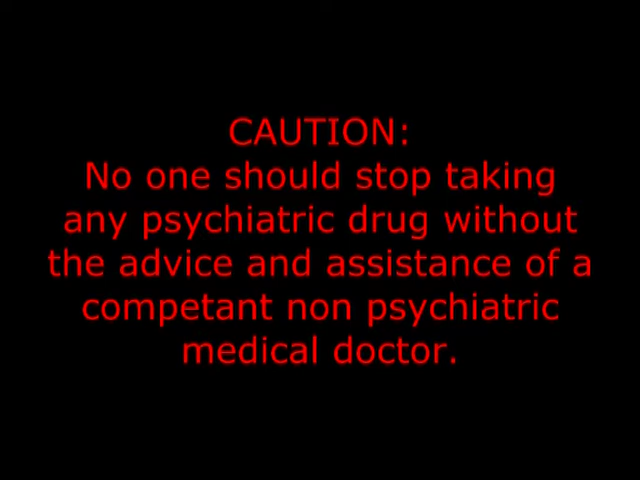 CAUTION:
No one should stop taking
any psychiatric drug without
the advice and assistance of a
competant non psychiatric
medical doctor.